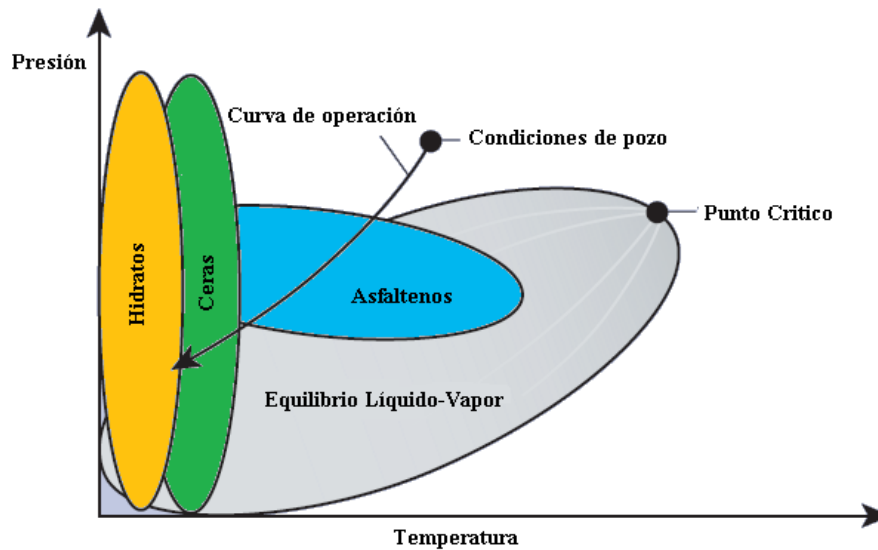 Presión
Curva de operación
Condiciones de pozo
Punto Critico
Hidratos
Ceras
Asfaltenos
Equilibrio Líquido-Vapor
Temperatura